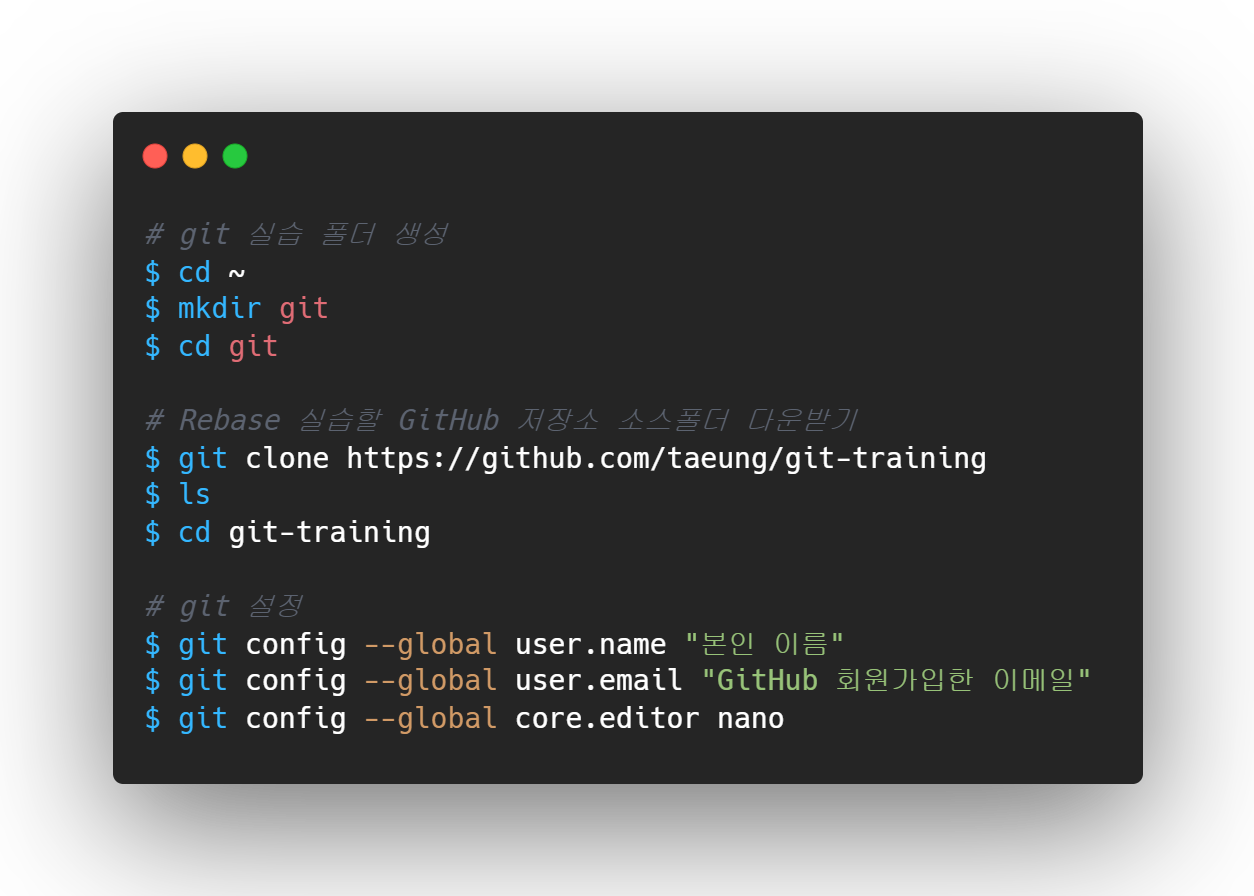 # git 실습 폴더 생성
$ cd ~
$ mkdir git
$ cd git
# Rebase 실습할 GitHub 저장소 소스폴더 다운받기
$ git clone https://github.com/taeung/git-training
$ ls
$ cd git-training
# git 설정
$ git config --global user.name "본인 이름"
$ git config --global user.email "GitHub 회원가입한 이메일"
$ git config --global core.editor nano